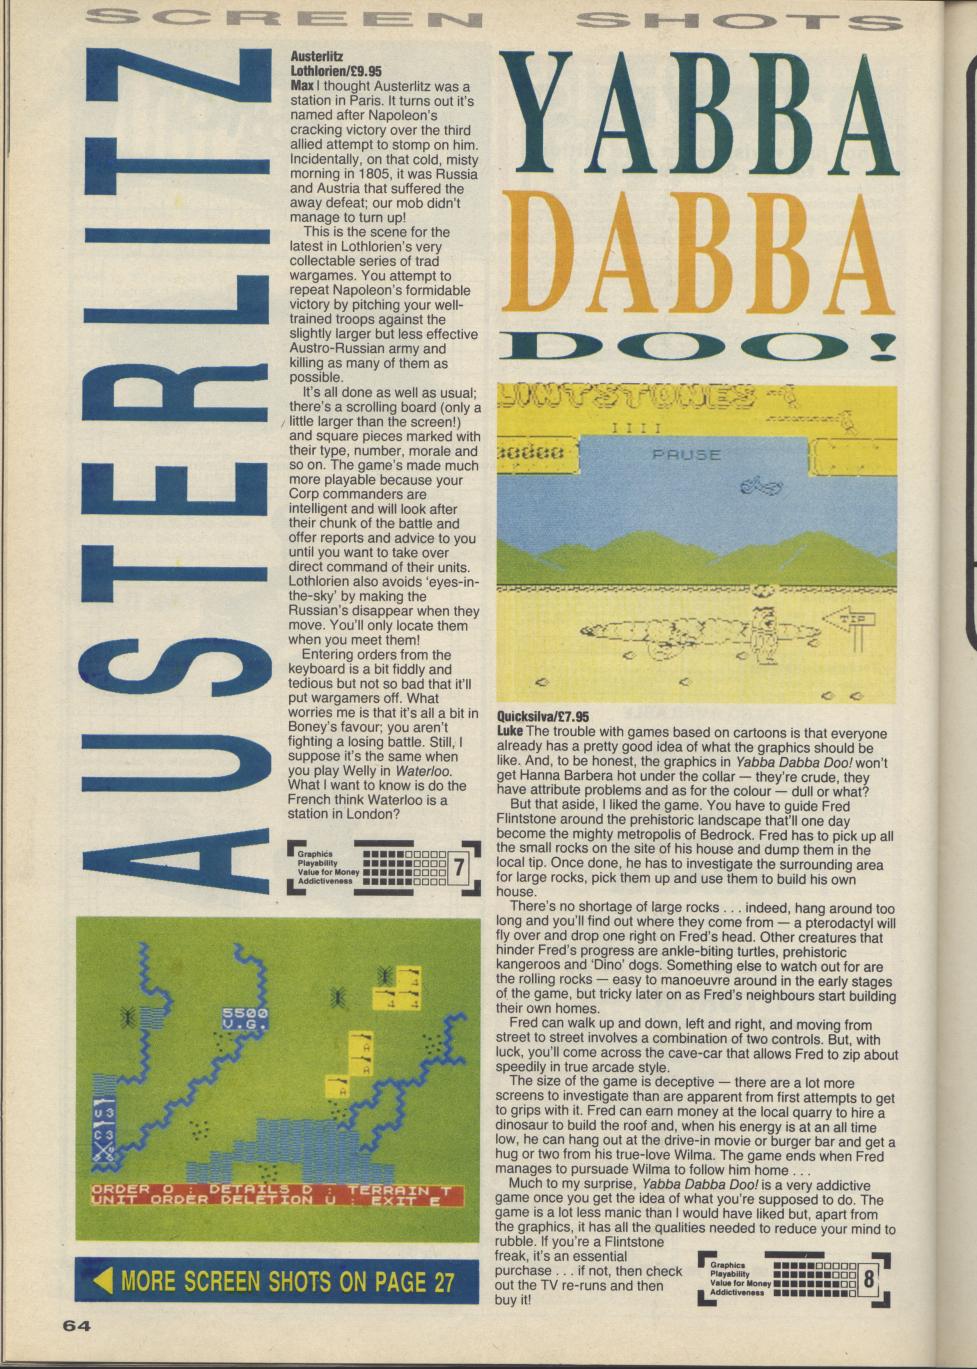 SCREEN SHOTS
AUSTERLITZ
Austerlitz
Lothlorien/£9.95
Max I thought Austerlitz was a
station in Paris. It turns out it's
named after Napoleon's
cracking victory over the third
allied attempt to stomp on him.
Incidentally, on that cold, misty
morning in 1805, it was Russia
and Austria that suffered the
away defeat; our mob didn't
manage to turn up!
This is the scene for the
latest in Lothlorien's very
collectable series of trad
wargames. You attempt to
repeat Napoleon's formidable
victory by pitching your well-
trained troops against the
slightly larger but less effective
Austro-Russian army and
killing as many of them as
possible.
It's all done as well as usual;
there's a scrolling board (only a
little larger than the screen!)
and square pieces marked with
their type, number, morale and
so on. The game's made much
more playable because your
Corp commanders are
intelligent and will look after
their chunk of the battle and
offer reports and advice to you
until you want to take over
direct command of their units.
Lothlorien also avoids 'eyes-in-
the-sky' by making the
Russian's disappear when they
move. You'll only locate them
when you meet them!
Entering orders from the
keyboard is a bit fiddly and
tedious but not so bad that it'll
put wargamers off. What
worries me is that it's all a bit in
Boney's favour; you aren't
fighting a losing battle. Still, I
suppose it's the same when
you play Welly in Waterloo.
What I want to know is do the
French think Waterloo is a
station in London?
Graphics
Playability
Value for Money
Addictiveness
7
5500
V.G.
A
A
A
V3
C3
ORDER O : DETAILS D : TERRAIN T
UNIT ORDER DELETION U : EXIT E
MORE SCREEN SHOTS ON PAGE 27
64
YABBA
DABBA
DOO!
LINTSTONES
IIII
PAUSE
TIP
Quicksilva/£7.95
Luke The trouble with games based on cartoons is that everyone
already has a pretty good idea of what the graphics should be
like. And, to be honest, the graphics in Yabba Dabba Doo! won't
get Hanna Barbera hot under the collar — they're crude, they
have attribute problems and as for the colour — dull or what?
But that aside, I liked the game. You have to guide Fred
Flintstone around the prehistoric landscape that'll one day
become the mighty metropolis of Bedrock. Fred has to pick up all
the small rocks on the site of his house and dump them in the
local tip. Once done, he has to investigate the surrounding area
for large rocks, pick them up and use them to build his own
house.
There's no shortage of large rocks . . . indeed, hang around too
long and you'll find out where they come from — a pterodactyl will
fly over and drop one right on Fred's head. Other creatures that
hinder Fred's progress are ankle-biting turtles, prehistoric
kangeroos and 'Dino' dogs. Something else to watch out for are
the rolling rocks — easy to manoeuvre around in the early stages
of the game, but tricky later on as Fred's neighbours start building
their own homes.
Fred can walk up and down, left and right, and moving from
street to street involves a combination of two controls. But, with
luck, you'll come across the cave-car that allows Fred to zip about
speedily in true arcade style.
The size of the game is deceptive — there are a lot more
screens to investigate than are apparent from first attempts to get
to grips with it. Fred can earn money at the local quarry to hire a
dinosaur to build the roof and, when his energy is at an all time
low, he can hang out at the drive-in movie or burger bar and get a
hug or two from his true-love Wilma. The game ends when Fred
manages to pursuade Wilma to follow him home . . .
Much to my surprise, Yabba Dabba Doo! is a very addictive
game once you get the idea of what you're supposed to do. The
game is a lot less manic than I would have liked but, apart from
the graphics, it has all the qualities needed to reduce your mind to
rubble. If you're a Flintstone
freak, it's an essential
purchase . . . if not, then check
out the TV re-runs and then
buy it!
Graphics
Playability
Value for Money
Addictiveness
8